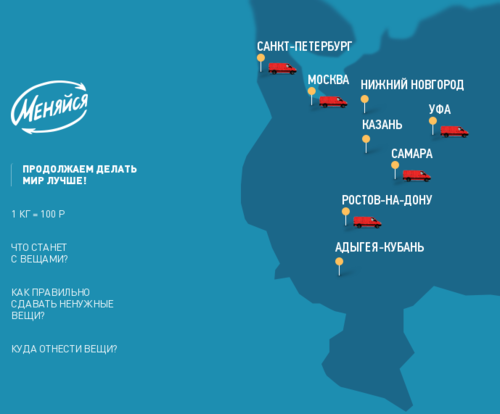 Меняйся
ПРОДОЛЖАЕМ ДЕЛАТЬ
МИР ЛУЧШЕ!
1 КГ = 100 Р
ЧТО СТАНЕТ
С ВЕЩАМИ?
КАК ПРАВИЛЬНО
СДАВАТЬ НЕНУЖНЫЕ
ВЕЩИ?
КУДА ОТНЕСТИ ВЕЩИ?
САНКТ-ПЕТЕРБУРГ
МОСКВА
НИЖНИЙ НОВГОРОД
УФА
КАЗАНЬ
САМАРА
РОСТОВ-НА-ДОНУ
АДЫГЕЯ-КУБАНЬ